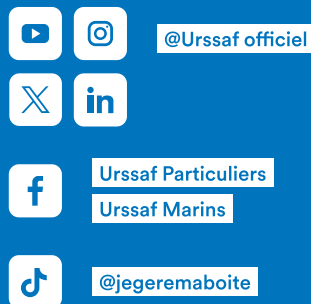 @Urssaf officiel
Urssaf Particuliers
Urssaf Marins
@jegeremaboite